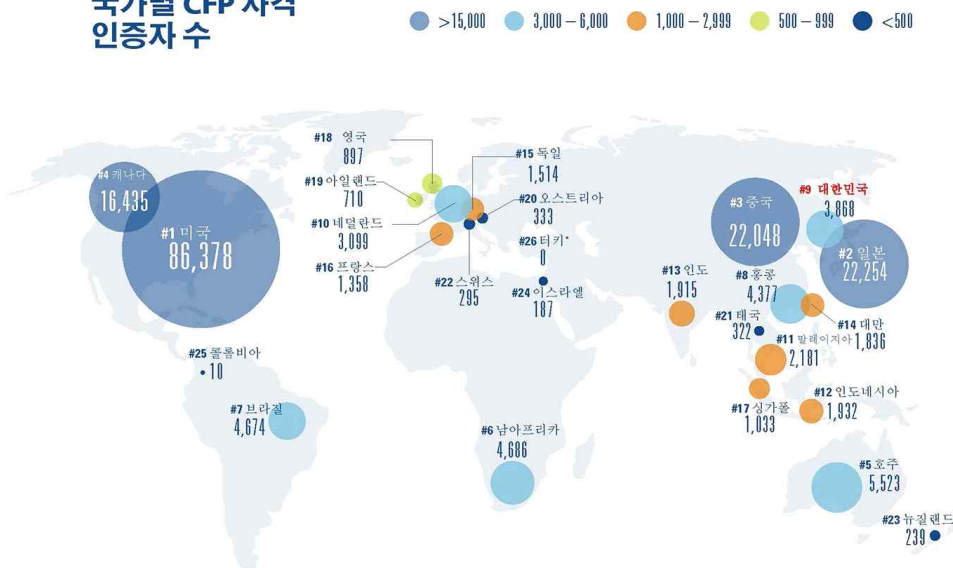 국가별 CFP 자격
인증자 수
>15,000
3,000 – 6,000
1,000 – 2,999
500 – 999
<500
#18 영국
897
#19 아일랜드
710
#10 네덜란드
3,099
#16 프랑스
1,358
#15 독일
1,514
#20 오스트리아
333
#26 터키*
0
#22 스위스
295
#24 이스라엘
187
#4 캐나다
16,435
#1 미국
86,378
#25 콜롬비아
10
#7 브라질
4,674
#6 남아프리카
4,686
#3 중국
22,048
#9 대한민국
3,868
#2 일본
22,254
#13 인도
1,915
#8 홍콩
4,377
#21 태국
322
#14 대만
1,836
#11 말레이지아
2,181
#12 인도네시아
1,932
#17 싱가폴
1,033
#5 호주
5,523
#23 뉴질랜드
239